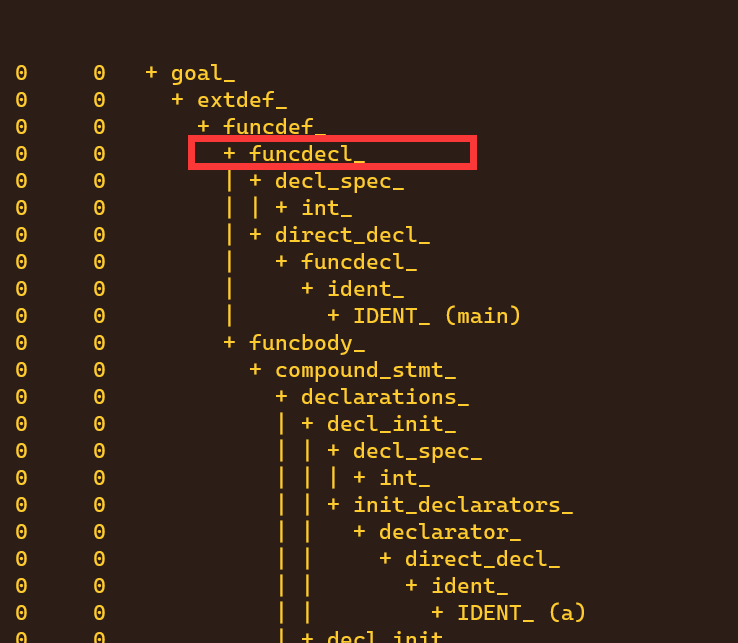 0     0   + goal_
0     0     + extdef_
0     0       + funcdef_
0     0         + funcdecl_
0     0         | + decl_spec_
0     0         | | + int_
0     0         | + direct_decl_
0     0         |   + funcdecl_
0     0         |     + ident_
0     0         |       + IDENT_ (main)
0     0         + funcbody_
0     0           + compound_stmt_
0     0             + declarations_
0     0             | + decl_init_
0     0             | | + decl_spec_
0     0             | | | + int_
0     0             | | + init_declarators_
0     0             | |   + declarator_
0     0             | |     + direct_decl_
0     0             | |       + ident_
0     0             | |         + IDENT_ (a)
0     0             | + decl_init